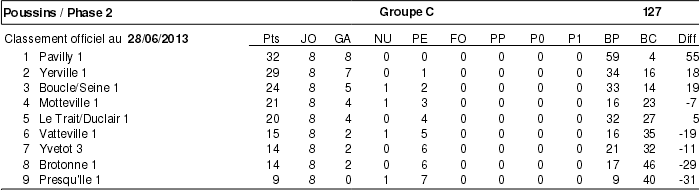 Poussins / Phase 2 Groupe C 127
Classement officiel au 28/06/2013 Pts JO GA NU PE FO PP P0 P1 BP BC Diff
1 Pavilly 1 32 8 8 0 0 0 0 0 0 59 4 55
2 Yerville 1 29 8 7 0 1 0 0 0 0 34 16 18
3 Boucle/Seine 1 24 8 5 1 2 0 0 0 0 33 14 19
4 Motteville 1 21 8 4 1 3 0 0 0 0 16 23 -7
5 Le Trait/Duclair 1 20 8 4 0 4 0 0 0 0 32 27 5
6 Vatteville 1 15 8 2 1 5 0 0 0 0 16 35 -19
7 Yvetot 3 14 8 2 0 6 0 0 0 0 21 32 -11
8 Brotonne 1 14 8 2 0 6 0 0 0 0 17 46 -29
9 Presqu'Ile 1 9 8 0 1 7 0 0 0 0 9 40 -31